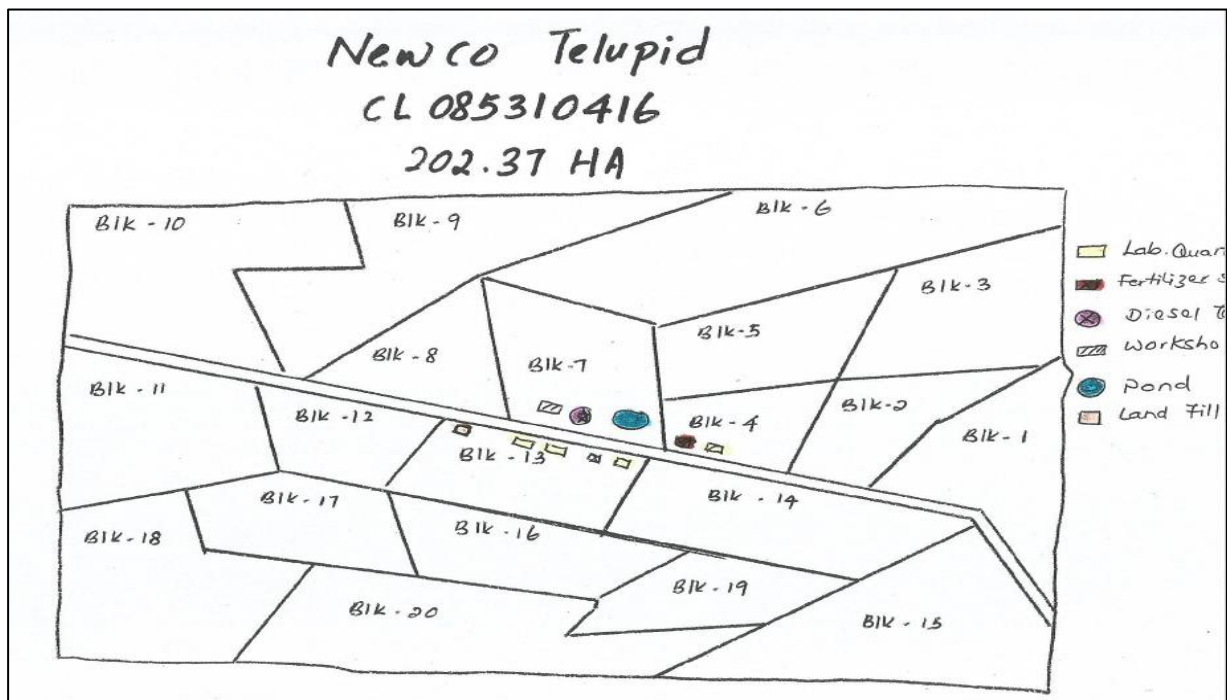 Newco Telupid
CL 085310416
202.37 HA
Blk - 10
Blk - 9
Blk - 6
Blk - 3
Blk - 5
Blk - 8
Blk - 7
Blk - 4
Blk - 2
Blk - 1
Blk - 11
Blk - 12
Blk - 13
Blk - 14
Blk - 17
Blk - 16
Blk - 18
Blk - 19
Blk - 20
Blk - 15
Lab. Quar
Fertilizer
Diesel
Worksho
Pond
Land Fill